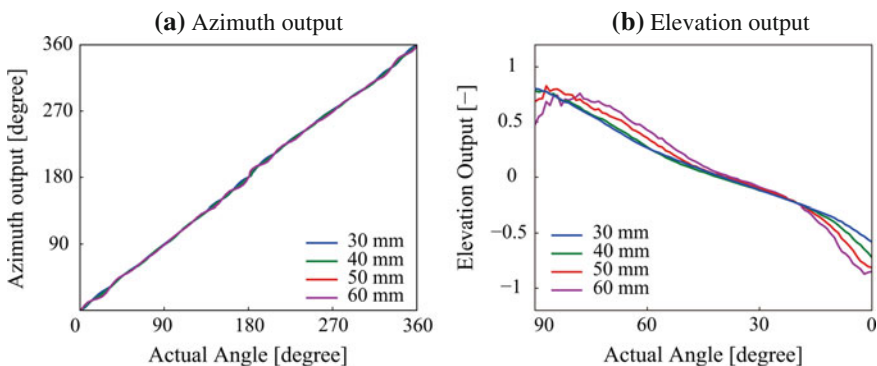 (a) Azimuth output
Azimuth output [degree]
360
270
180
90
30 mm
40 mm
50 mm
60 mm
0
90
180
270
360
Actual Angle [degree]
(b) Elevation output
Elevation Output [−]
1
0.5
0
−0.5
−1
30 mm
40 mm
50 mm
60 mm
90
60
30
0
Actual Angle [degree]